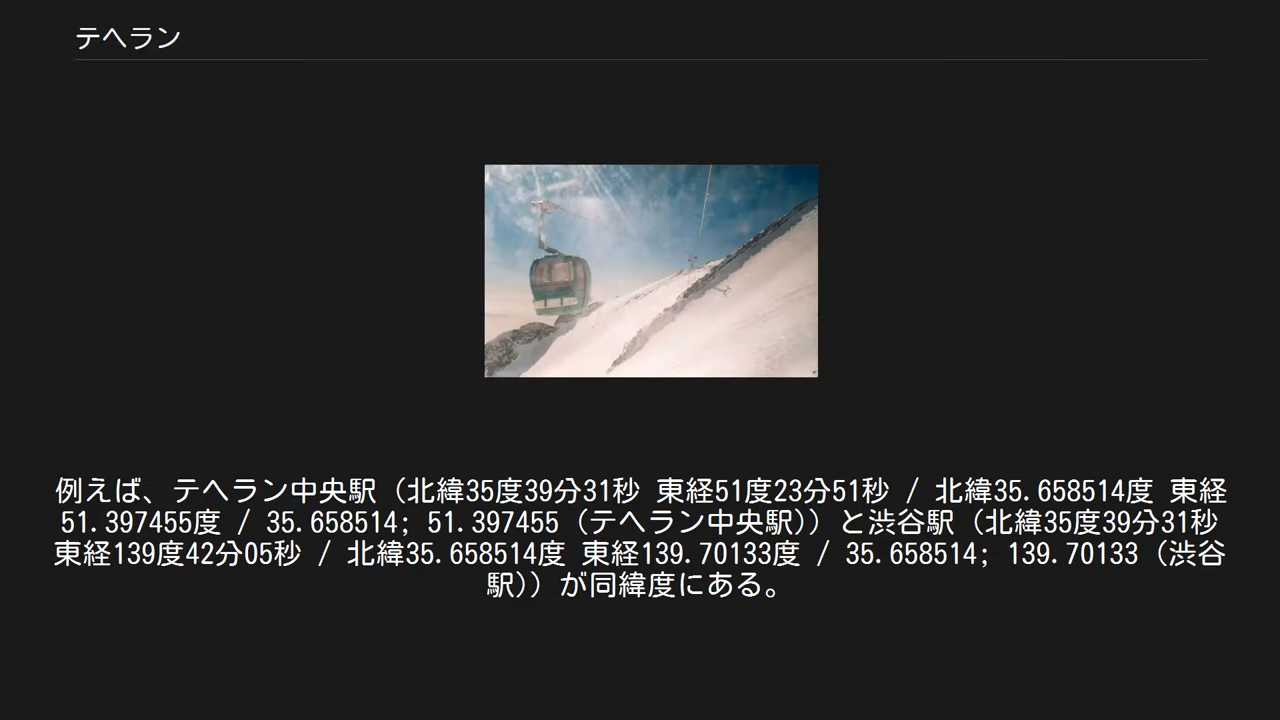 テヘラン
例えば、テヘラン中央駅（北緯35度39分31秒 東経51度23分51秒 / 北緯35.658514度 東経
51.397455度 / 35.658514; 51.397455（テヘラン中央駅））と渋谷駅（北緯35度39分31秒
東経139度42分05秒 / 北緯35.658514度 東経139.70133度 / 35.658514; 139.70133（渋谷
駅））が同緯度にある。